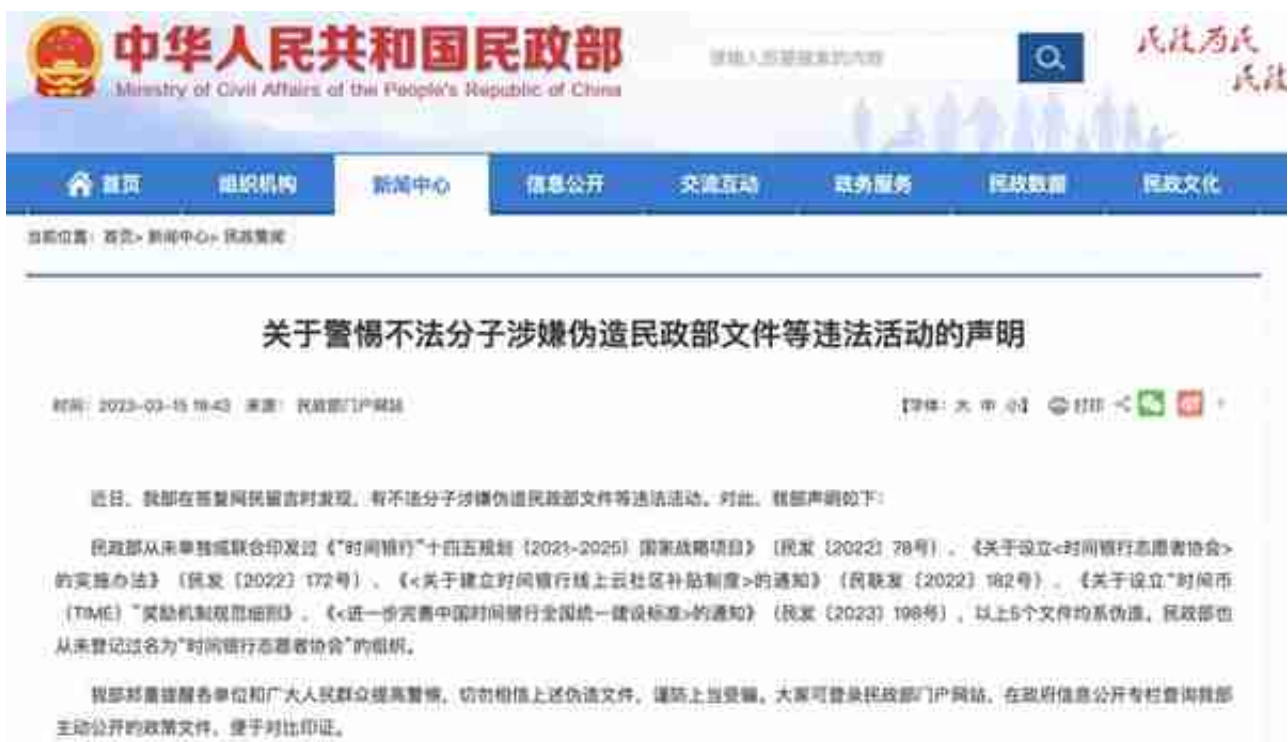 中华人民共和国民政部
Ministry of Civil Affairs of the People's Republic of China
民政为民
民政
首页 组织机构 新闻中心 信息公开 交流互动 政务服务 民政数据 民政文化
当前位置：首页> 新闻中心> 民政要闻
关于警惕不法分子涉嫌伪造民政部文件等违法活动的声明
时间：2023-03-15 19:43 来源：民政部门户网站
【字体：大 中 小】 打印
近日，我部在答复网民留言时发现，有不法分子涉嫌伪造民政部文件等违法活动。对此，我部声明如下：
民政部从未单独或联合印发过《“时间银行”十四五规划（2021-2025）国家战略项目》（民发〔2022〕78号）、《关于设立<时间银行志愿者协会>
的实施办法》（民发〔2022〕172号）、《<关于建立时间银行线上云社区补贴制度>的通知》（民联发〔2022〕182号）、《关于设立“时间币
（TIME）”奖励机制规范细则》、《<进一步完善中国时间银行全国统一建设标准>的通知》（民发〔2023〕198号），以上5个文件均系伪造。民政部也
从未登记过名为“时间银行志愿者协会”的组织。
我部郑重提醒各单位和广大人民群众提高警惕，切勿相信上述伪造文件，谨防上当受骗。大家可登录民政部门户网站，在政府信息公开专栏查询我部
主动公开的政策文件，便于对比印证。